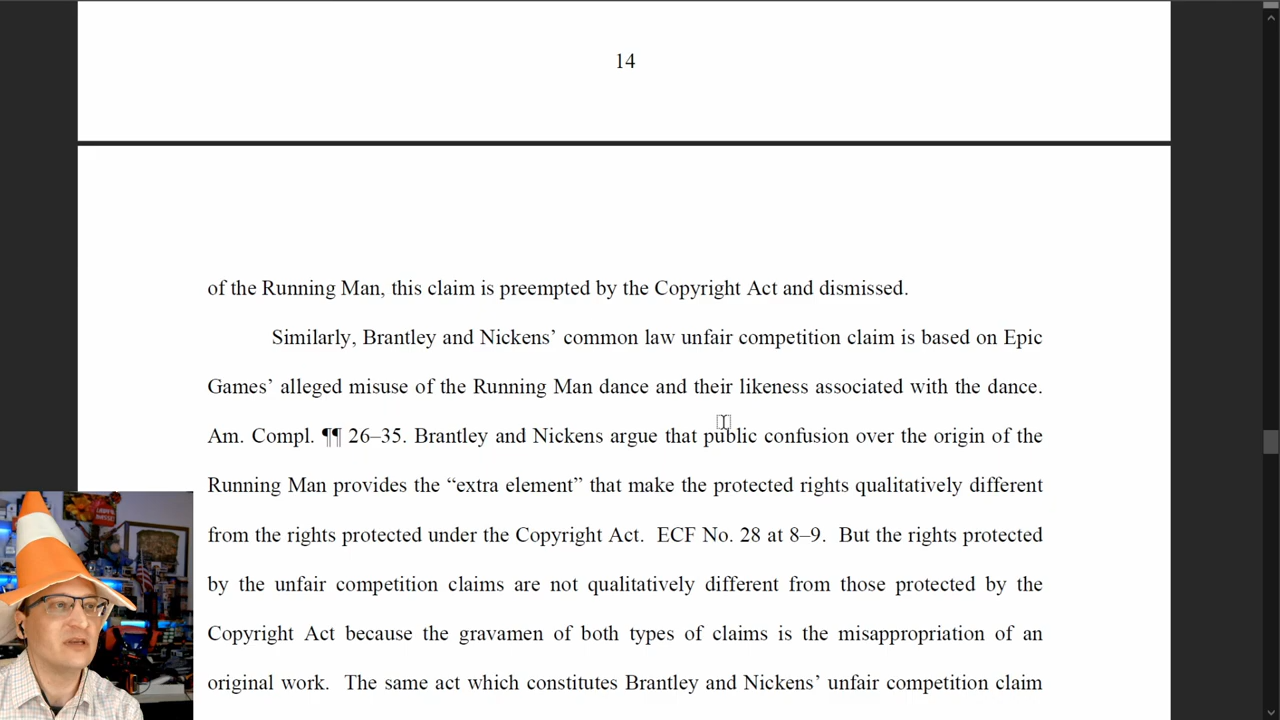 14
of the Running Man, this claim is preempted by the Copyright Act and dismissed.
Similarly, Brantley and Nickens’ common law unfair competition claim is based on Epic
Games’ alleged misuse of the Running Man dance and their likeness associated with the dance.
Am. Compl. ¶¶ 26–35. Brantley and Nickens argue that public confusion over the origin of the
Running Man provides the “extra element” that make the protected rights qualitatively different
from the rights protected under the Copyright Act. ECF No. 28 at 8–9. But the rights protected
by the unfair competition claims are not qualitatively different from those protected by the
Copyright Act because the gravamen of both types of claims is the misappropriation of an
original work. The same act which constitutes Brantley and Nickens’ unfair competition claim